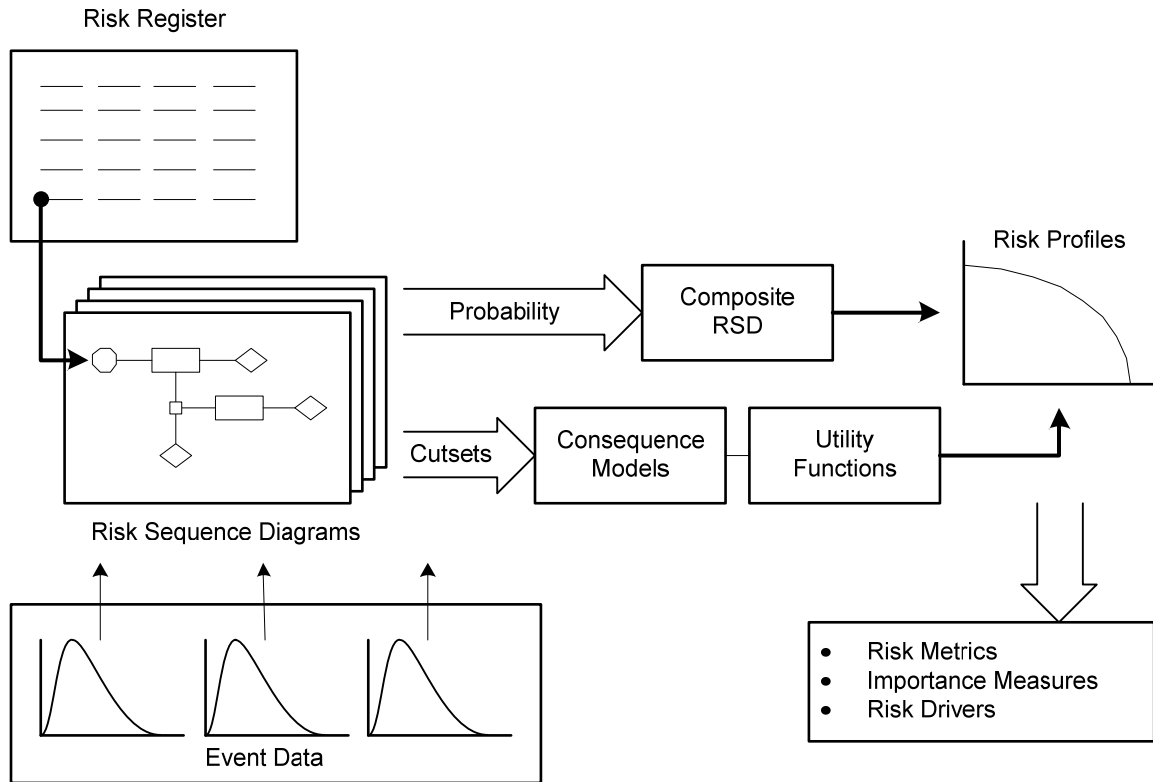 Risk Register
Risk Profiles
Probability
Composite
RSD
Cutsets
Consequence
Models
Utility
Functions
Risk Sequence Diagrams
Event Data
• Risk Metrics
• Importance Measures
• Risk Drivers